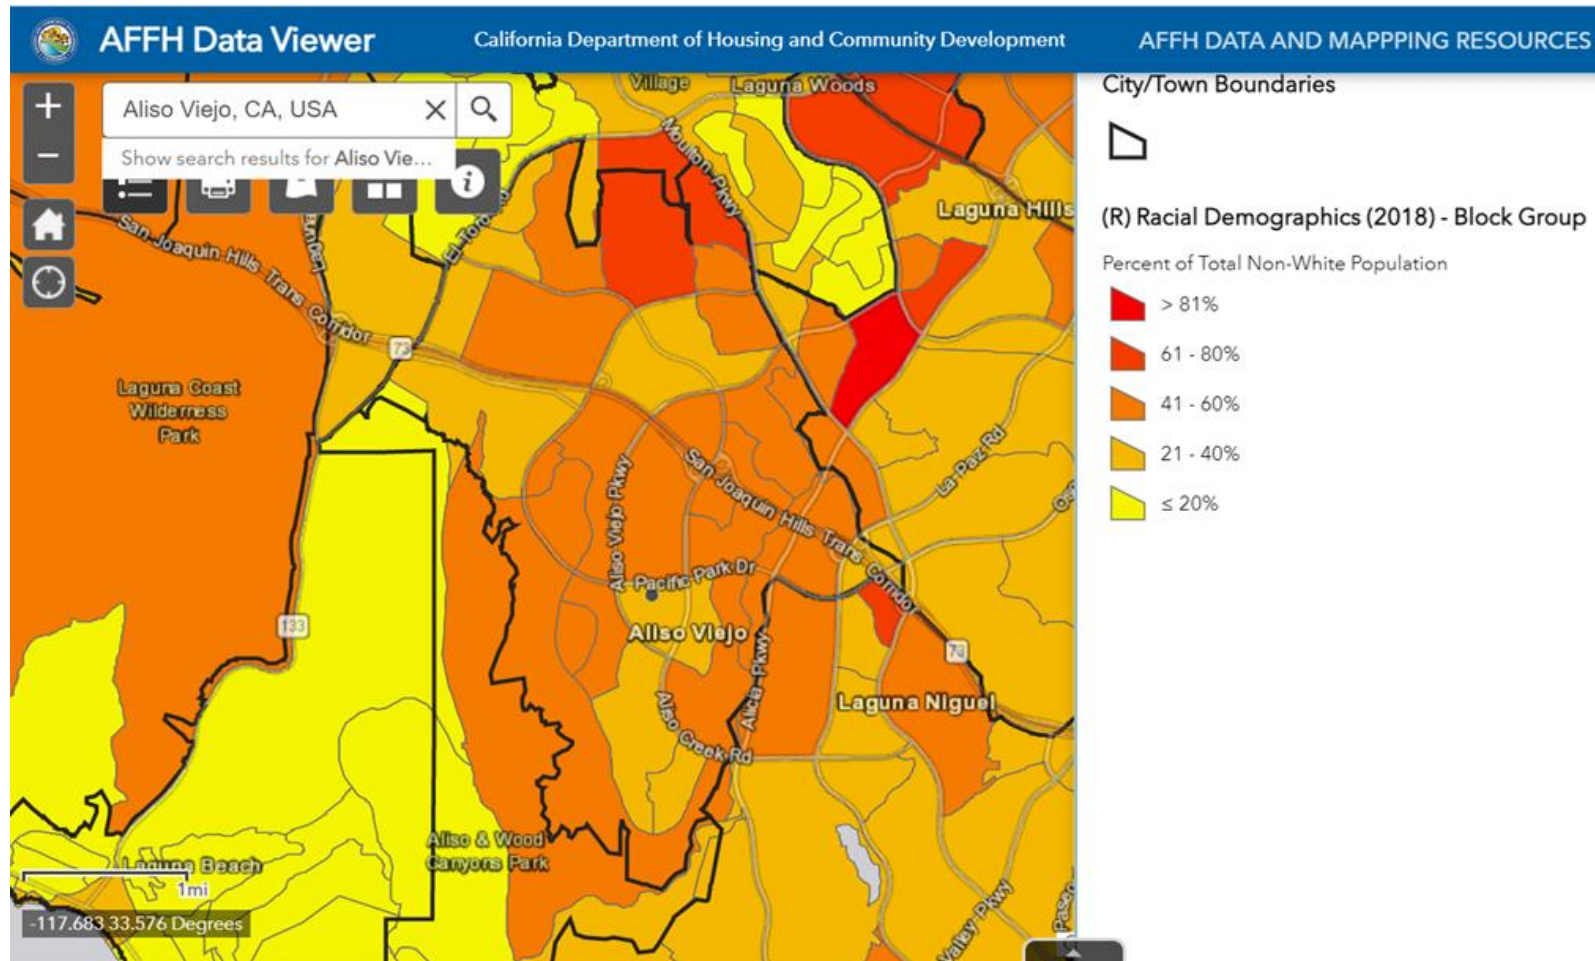 AFFH Data Viewer
California Department of Housing and Community Development
AFFH DATA AND MAPPPING RESOURCES
Aliso Viejo, CA, USA
Show search results for Aliso Vie...
Village
Laguna Woods
Moulton Pkwy
El Toro Rd
Laguna Hills
San Joaquin Hills Trans Corridor
73
Laguna Coast
Wilderness
Park
La Paz Rd
Aliso Viejo Pkwy
San Joaquin Hills Trans Corridor
Pacific Park Dr
133
Aliso Viejo
Alicia Pkwy
73
Laguna Niguel
Aliso Creek Rd
Aliso & Wood
Canyons Park
Laguna Beach
1mi
-117.683 33.576 Degrees
Valley Pkwy
Paseo
City/Town Boundaries
(R) Racial Demographics (2018) - Block Group
Percent of Total Non-White Population
> 81%
61 - 80%
41 - 60%
21 - 40%
≤ 20%